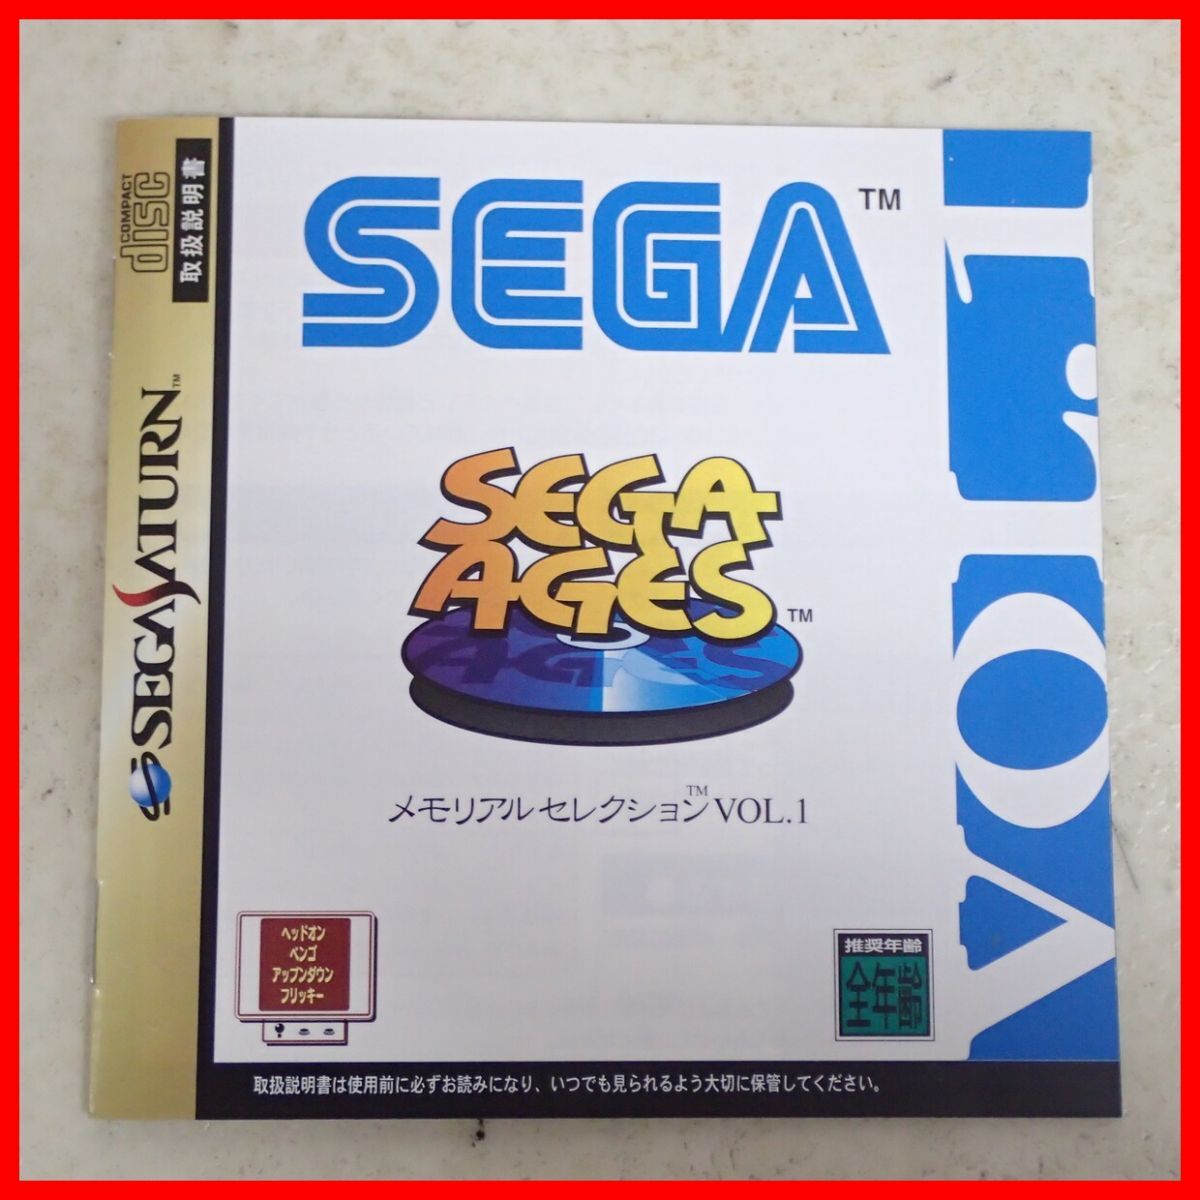 COMPACT
disc
取扱説明書
SEGA SATURN™
SEGA™
SEGA
AGES™
メモリアル セレクション™ VOL.1
ヘッドオン
ペンゴ
アップンダウン
フリッキー
推奨年齢
全年齢
VOL.1
取扱説明書は使用前に必ずお読みになり、いつでも見られるよう大切に保管してください。